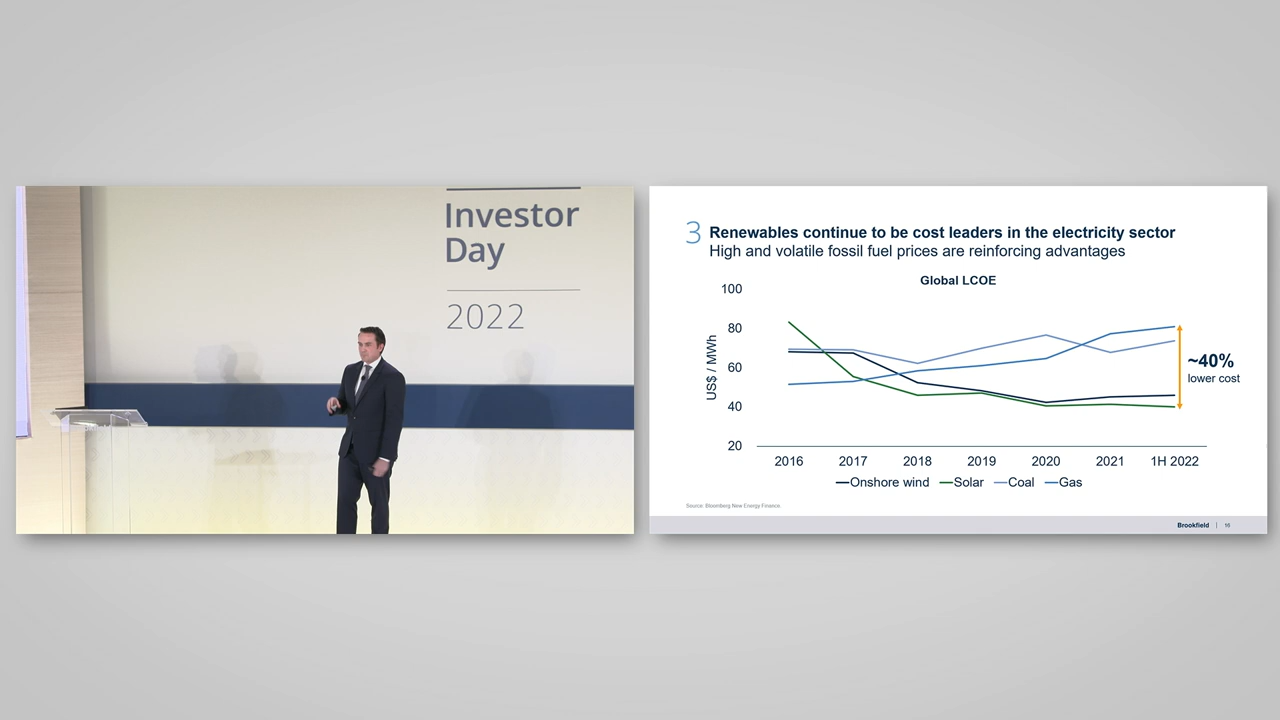 Investor
Day
2022
3
Renewables continue to be cost leaders in the electricity sector
High and volatile fossil fuel prices are reinforcing advantages
Global LCOE
US$ / MWh
100
80
60
40
20
~40%
lower cost
2016 2017 2018 2019 2020 2021 1H 2022
Onshore wind Solar Coal Gas
Source: Bloomberg New Energy Finance.
Brookfield | 16